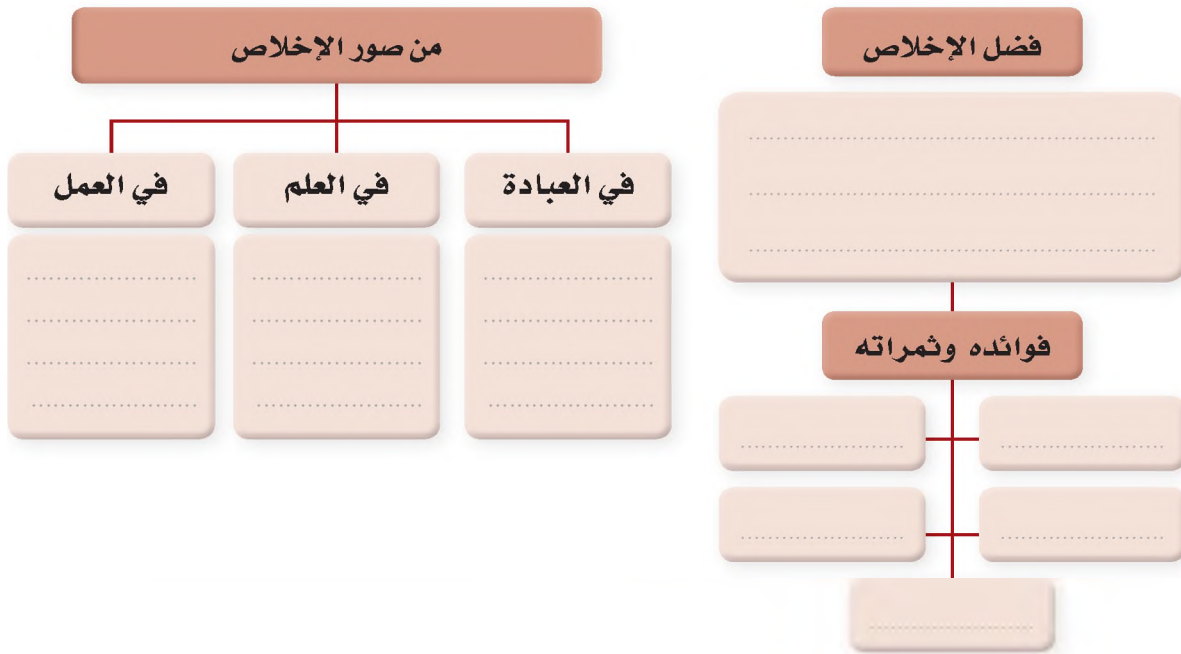 فضل الإخلاص
فوائده وثمراته
من صور الإخلاص
في العبادة
في العلم
في العمل